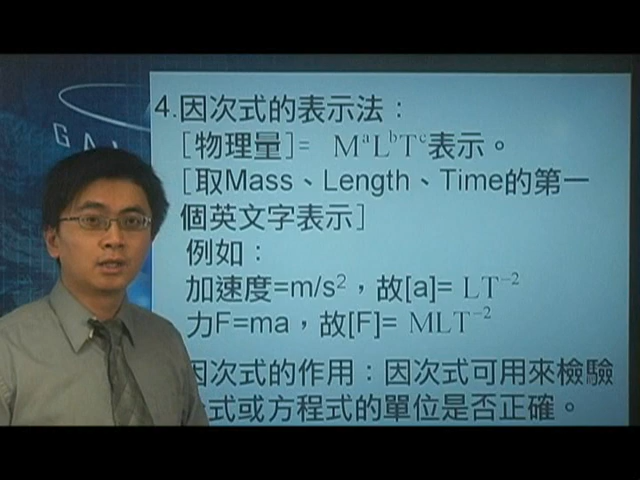 4.因次式的表示法：
[物理量]= MᵃLᵇTᶜ表示。
[取Mass、Length、Time的第一
個英文字表示]
例如：
加速度=m/s²，故[a]= LT⁻²
力F=ma，故[F]= MLT⁻²
因次式的作用：因次式可用來檢驗
式或方程式的單位是否正確。